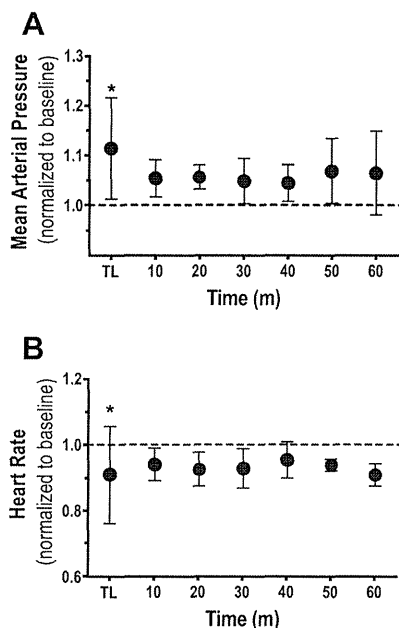 A
Mean Arterial Pressure
(normalized to baseline)
1.3
1.2
1.1
1.0
*
TL 10 20 30 40 50 60
Time (m)
B
Heart Rate
(normalized to baseline)
1.2
1.0
0.8
0.6
*
TL 10 20 30 40 50 60
Time (m)